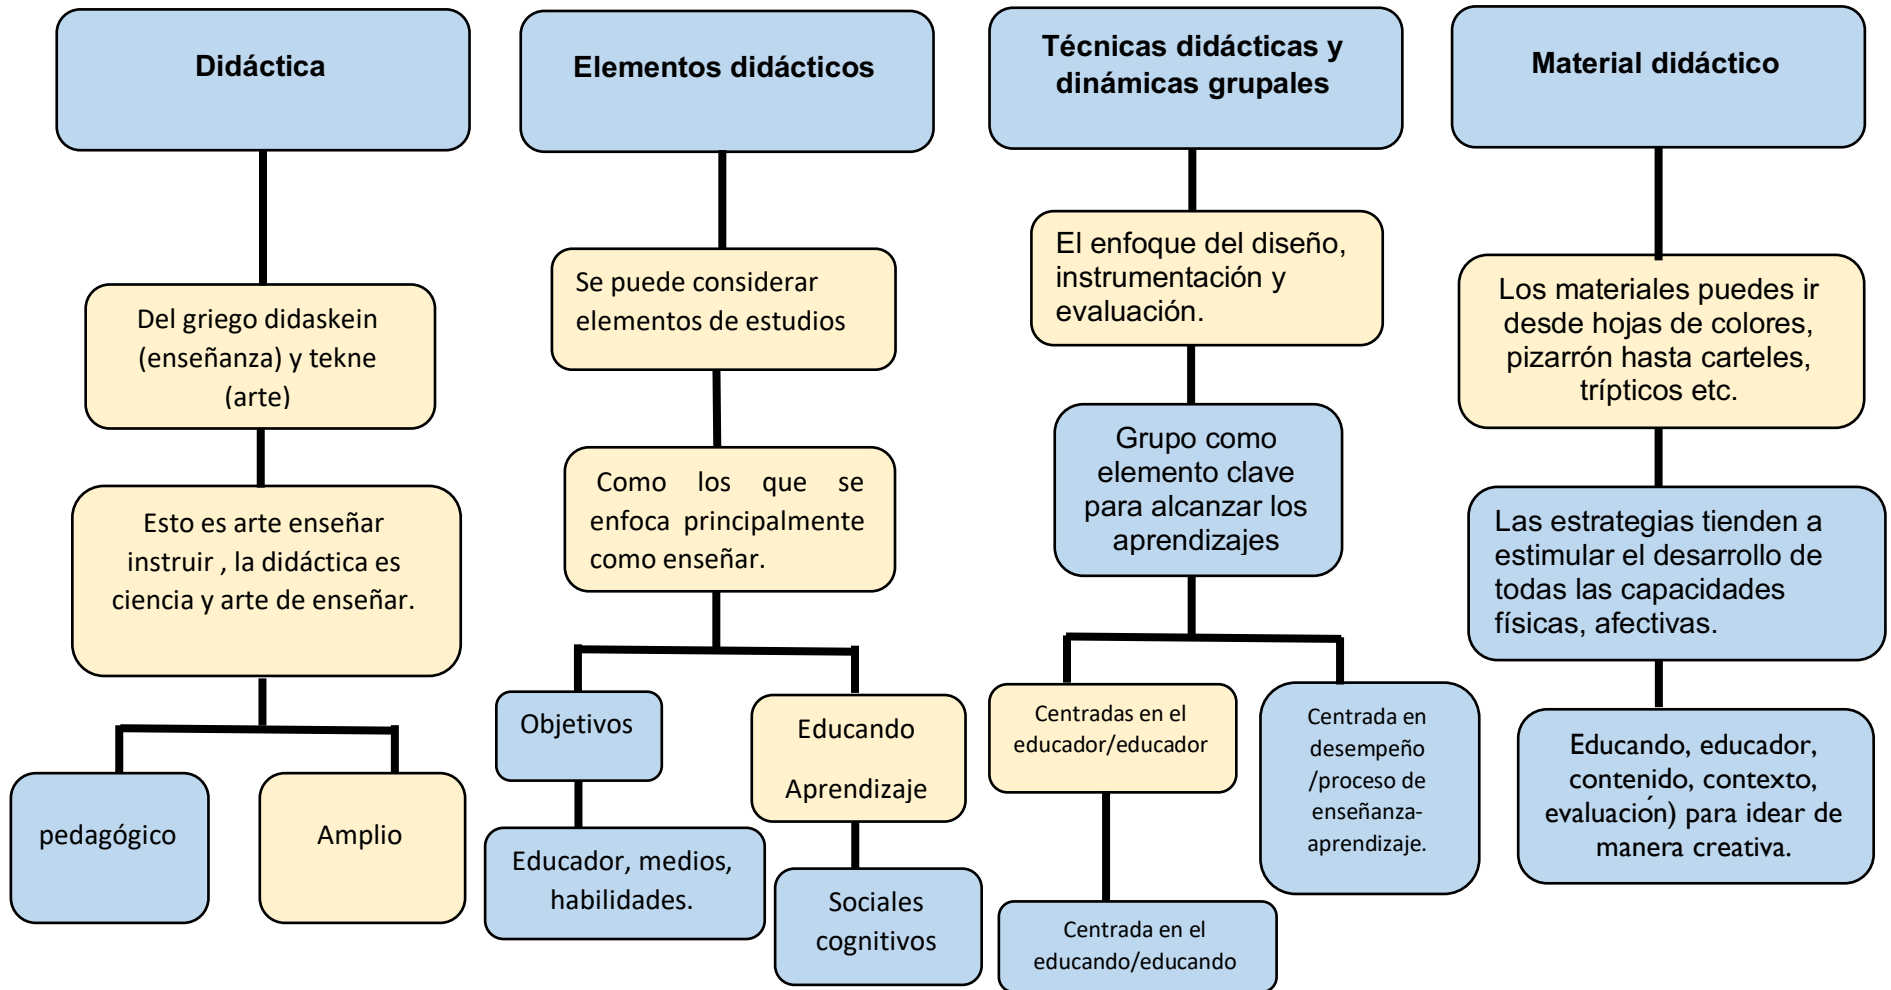 Didáctica
Del griego didaskein
(enseñanza) y tekne
(arte)
Esto es arte enseñar
instruir , la didáctica es
ciencia y arte de enseñar.
pedagógico
Amplio
Elementos didácticos
Se puede considerar
elementos de estudios
Como los que se
enfoca principalmente
como enseñar.
Objetivos
Educador, medios,
habilidades.
Educando
Aprendizaje
Sociales
cognitivos
Técnicas didácticas y
dinámicas grupales
El enfoque del diseño,
instrumentación y
evaluación.
Grupo como
elemento clave
para alcanzar los
aprendizajes
Centradas en el
educador/educador
Centrada en el
educando/educando
Centrada en
desempeño
/proceso de
enseñanza-
aprendizaje.
Material didáctico
Los materiales puedes ir
desde hojas de colores,
pizarrón hasta carteles,
trípticos etc.
Las estrategias tienden a
estimular el desarrollo de
todas las capacidades
físicas, afectivas.
Educando, educador,
contenido, contexto,
evaluación) para idear de
manera creativa.